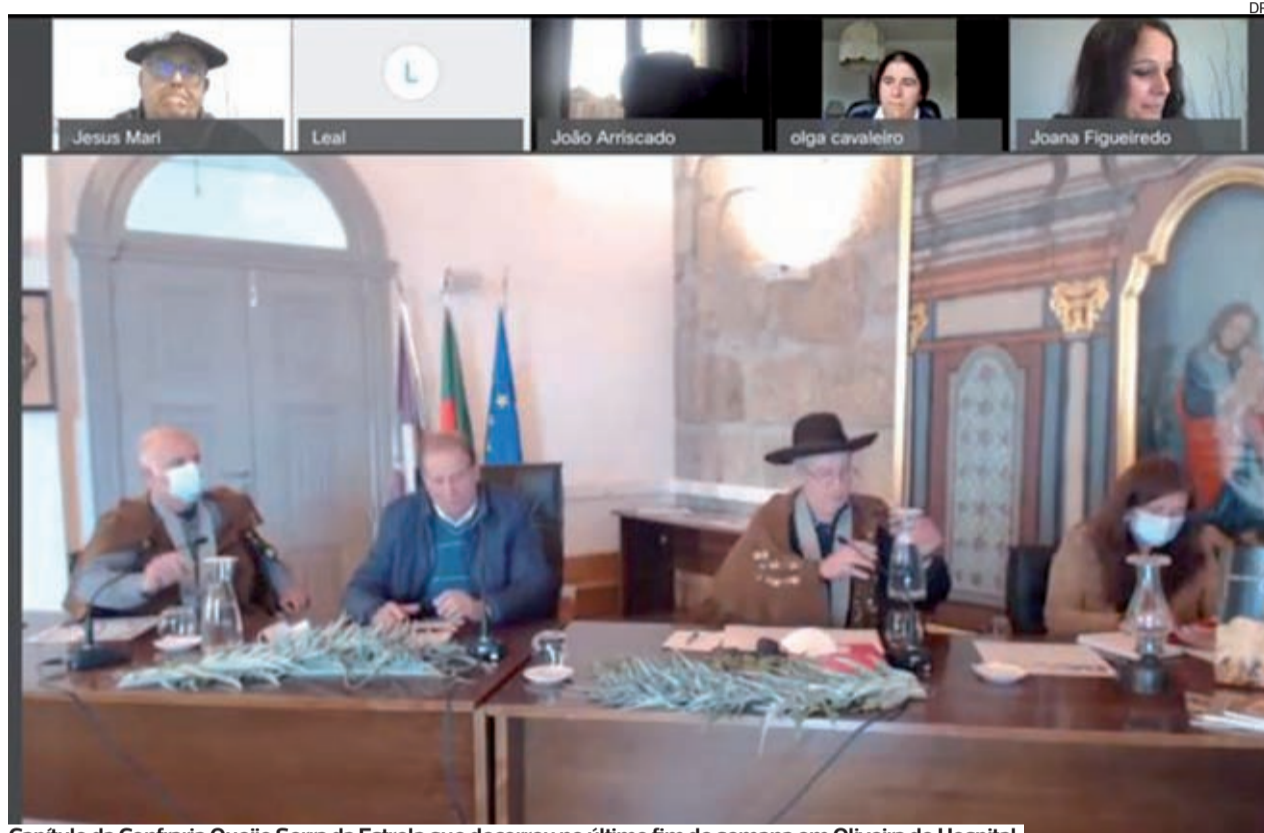 DR
Jesus Mari
L
Leal
João Arriscado
olga cavaleiro
Joana Figueiredo
Capítulo da Confraria Queijo Serra da Estrela que decorreu no último fim de semana em Oliveira do Hospital